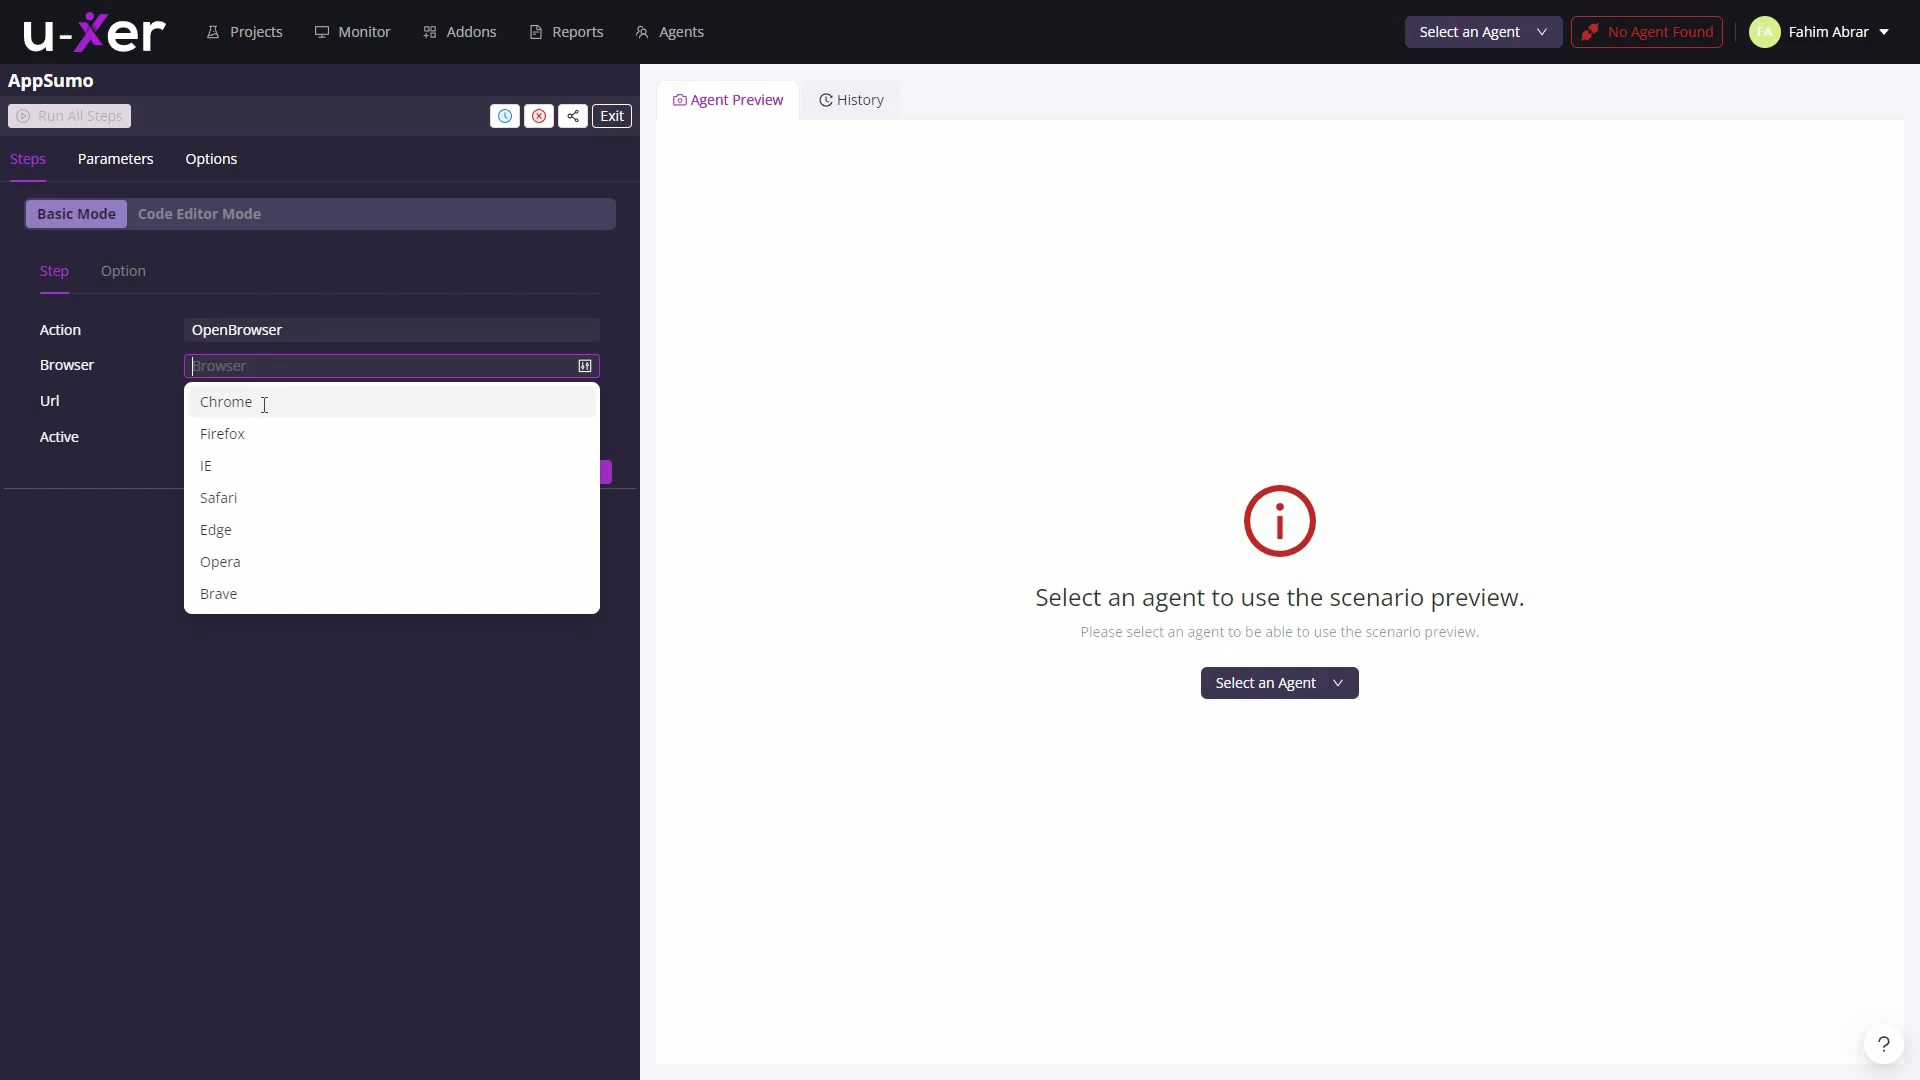 u-xer
Projects
Monitor
Addons
Reports
Agents
Select an Agent
No Agent Found
FA
Fahim Abrar
AppSumo
Run All Steps
Exit
Agent Preview
History
Steps
Parameters
Options
Basic Mode
Code Editor Mode
Step
Option
Action
OpenBrowser
Browser
Browser
Url
Active
Chrome
Firefox
IE
Safari
Edge
Opera
Brave
Select an agent to use the scenario preview.
Please select an agent to be able to use the scenario preview.
Select an Agent
?